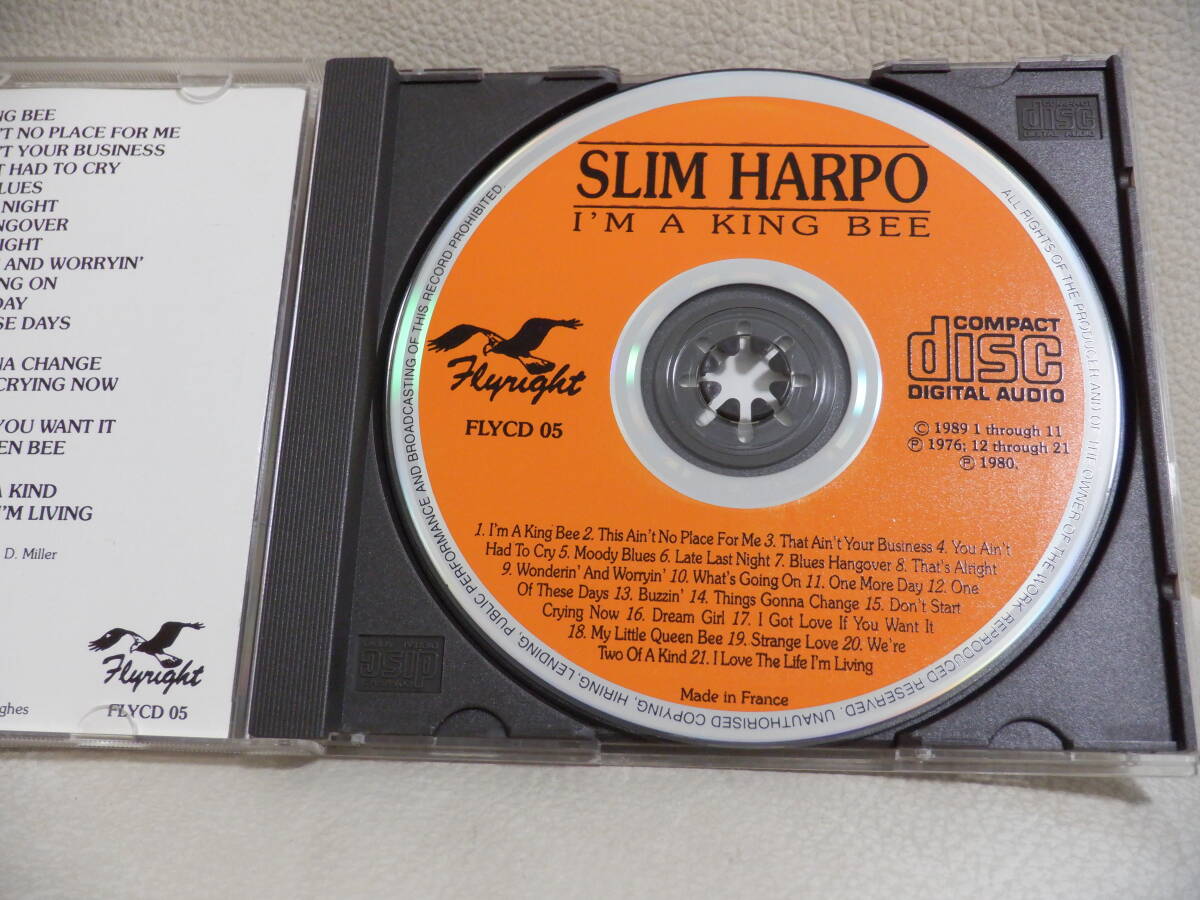 NG BEE
'T NO PLACE FOR ME
'T YOUR BUSINESS
T HAD TO CRY
LUES
NIGHT
NGOVER
IGHT
AND WORRYIN'
NG ON
DAY
SE DAYS
NA CHANGE
CRYING NOW
YOU WANT IT
EN BEE
A KIND
I'M LIVING
D. Miller
Flyright
ghes
FLYCD 05
SLIM HARPO
I'M A KING BEE
Flyright
FLYCD 05
COMPACT
disc
DIGITAL AUDIO
© 1989 1 through 11
℗ 1976; 12 through 21
℗ 1980.
1. I'm A King Bee 2. This Ain't No Place For Me 3. That Ain't Your Business 4. You Ain't
Had To Cry 5. Moody Blues 6. Late Last Night 7. Blues Hangover 8. That's Alright
9. Wonderin' And Worryin' 10. What's Going On 11. One More Day 12. One
Of These Days 13. Buzzin' 14. Things Gonna Change 15. Don't Start
Crying Now 16. Dream Girl 17. I Got Love If You Want It
18. My Little Queen Bee 19. Strange Love 20. We're
Two Of A Kind 21. I Love The Life I'm Living
Made in France
ALL RIGHTS OF THE PRODUCER AND OF THE OWNER OF THE WORK REPRODUCED RESERVED. UNAUTHORISED COPYING, HIRING, LENDING, PUBLIC PERFORMANCE AND BROADCASTING OF THIS RECORD PROHIBITED.
COMPACT
disc
DIGITAL AUDIO